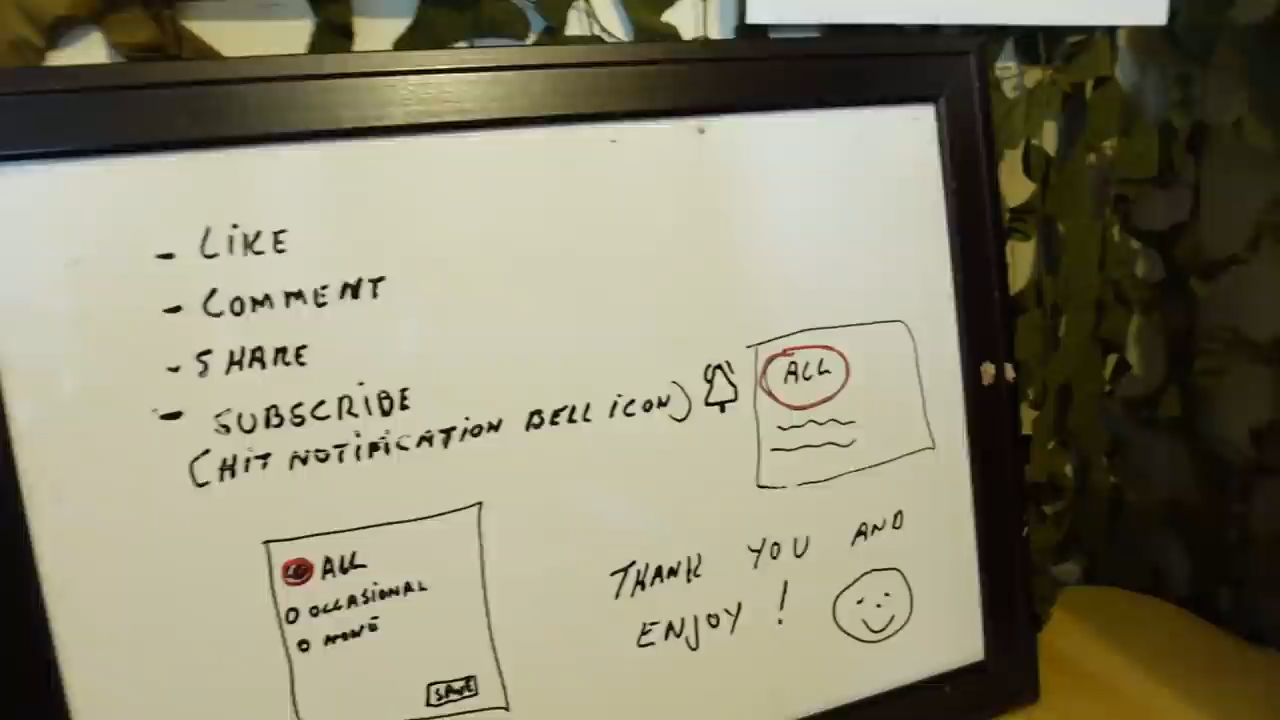 - LiKE
- COMMENT
- SHARE
- SUBSCRIBE
(HiT NOTiFiCATiON BELL iCON)
ALL
ALL
O OCCASIONAL
O NONE
SAVE
THANK YOU AND
ENJOY!